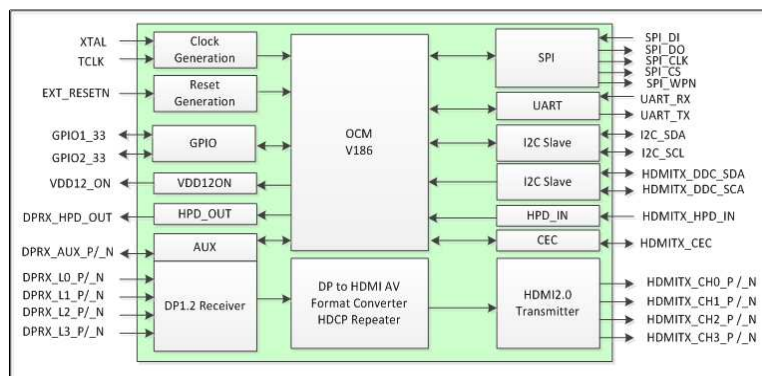 XTAL
TCLK
EXT_RESETN
GPIO1_33
GPIO2_33
VDD12_ON
DPRX_HPD_OUT
DPRX_AUX_P/_N
DPRX_L0_P/_N
DPRX_L1_P/_N
DPRX_L2_P/_N
DPRX_L3_P/_N
Clock
Generation
Reset
Generation
GPIO
VDD12ON
HPD_OUT
AUX
DP1.2 Receiver
OCM
V186
DP to HDMI AV
Format Converter
HDCP Repeater
SPI
UART
I2C Slave
I2C Slave
HPD_IN
CEC
HDMI2.0
Transmitter
SPI_DI
SPI_DO
SPI_CLK
SPI_CS
SPI_WPN
UART_RX
UART_TX
I2C_SDA
I2C_SCL
HDMITX_DDC_SDA
HDMITX_DDC_SCA
HDMITX_HPD_IN
HDMITX_CEC
HDMITX_CH0_P /_N
HDMITX_CH1_P /_N
HDMITX_CH2_P /_N
HDMITX_CH3_P /_N